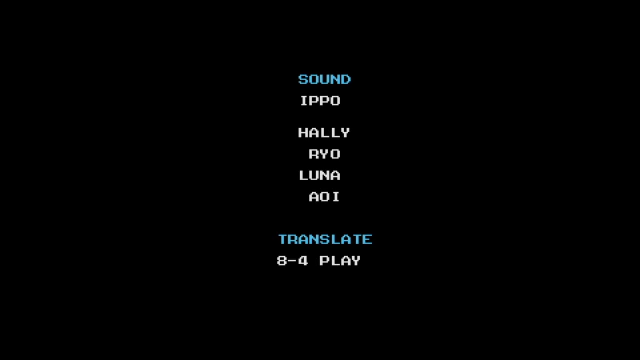 SOUND
IPPO
HALLY
RYO
LUNA
AOI
TRANSLATE
8-4 PLAY